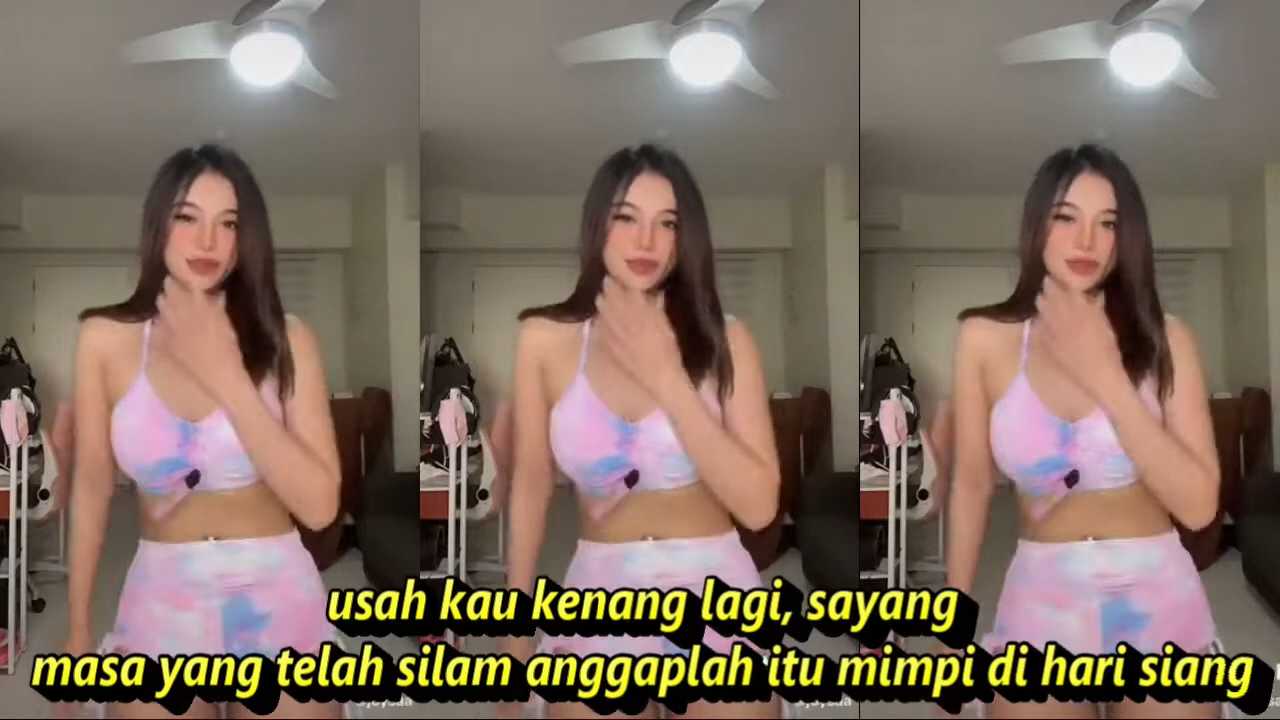 usah kau kenang lagi, sayang
masa yang telah silam anggaplah itu mimpi di hari siang